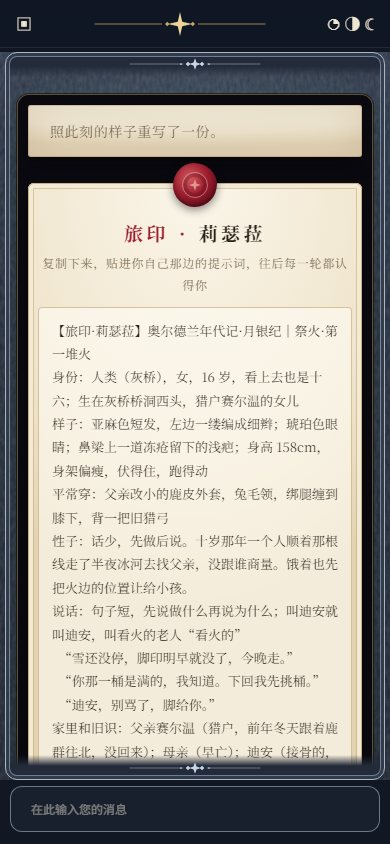 照此刻的样子重写了一份。
旅印 · 莉瑟菈
复制下来，贴进你自己那边的提示词，往后每一轮都认
得你
【旅印·莉瑟菈】奥尔德兰年代记·月银纪｜祭火·第
一堆火
身份：人类（灰桥），女，16 岁，看上去也是十
六；生在灰桥桥洞西头，猎户赛尔温的女儿
样子：亚麻色短发，左边一缕编成细辫；琥珀色眼
睛；鼻梁上一道冻疮留下的浅疤；身高 158cm，
身架偏瘦，伏得住，跑得动
平常穿：父亲改小的鹿皮外套，兔毛领，绑腿缠到
膝下，背一把旧猎弓
性子：话少，先做后说。十岁那年一个人顺着那根
线走了半夜冰河去找父亲，没跟谁商量。饿着也先
把火边的位置让给小孩。
说话：句子短，先说做什么再说为什么；叫迪安就
叫迪安，叫看火的老人“看火的”
“雪还没停，脚印明早就没了，今晚走。”
“你那一桶是满的，我知道。下回我先挑桶。”
“迪安，别骂了，脚给你。”
家里和旧识：父亲赛尔温（猎户，前年冬天跟着鹿
群往北，没回来）；母亲（早亡）；迪安（接骨的，
在此输入您的消息